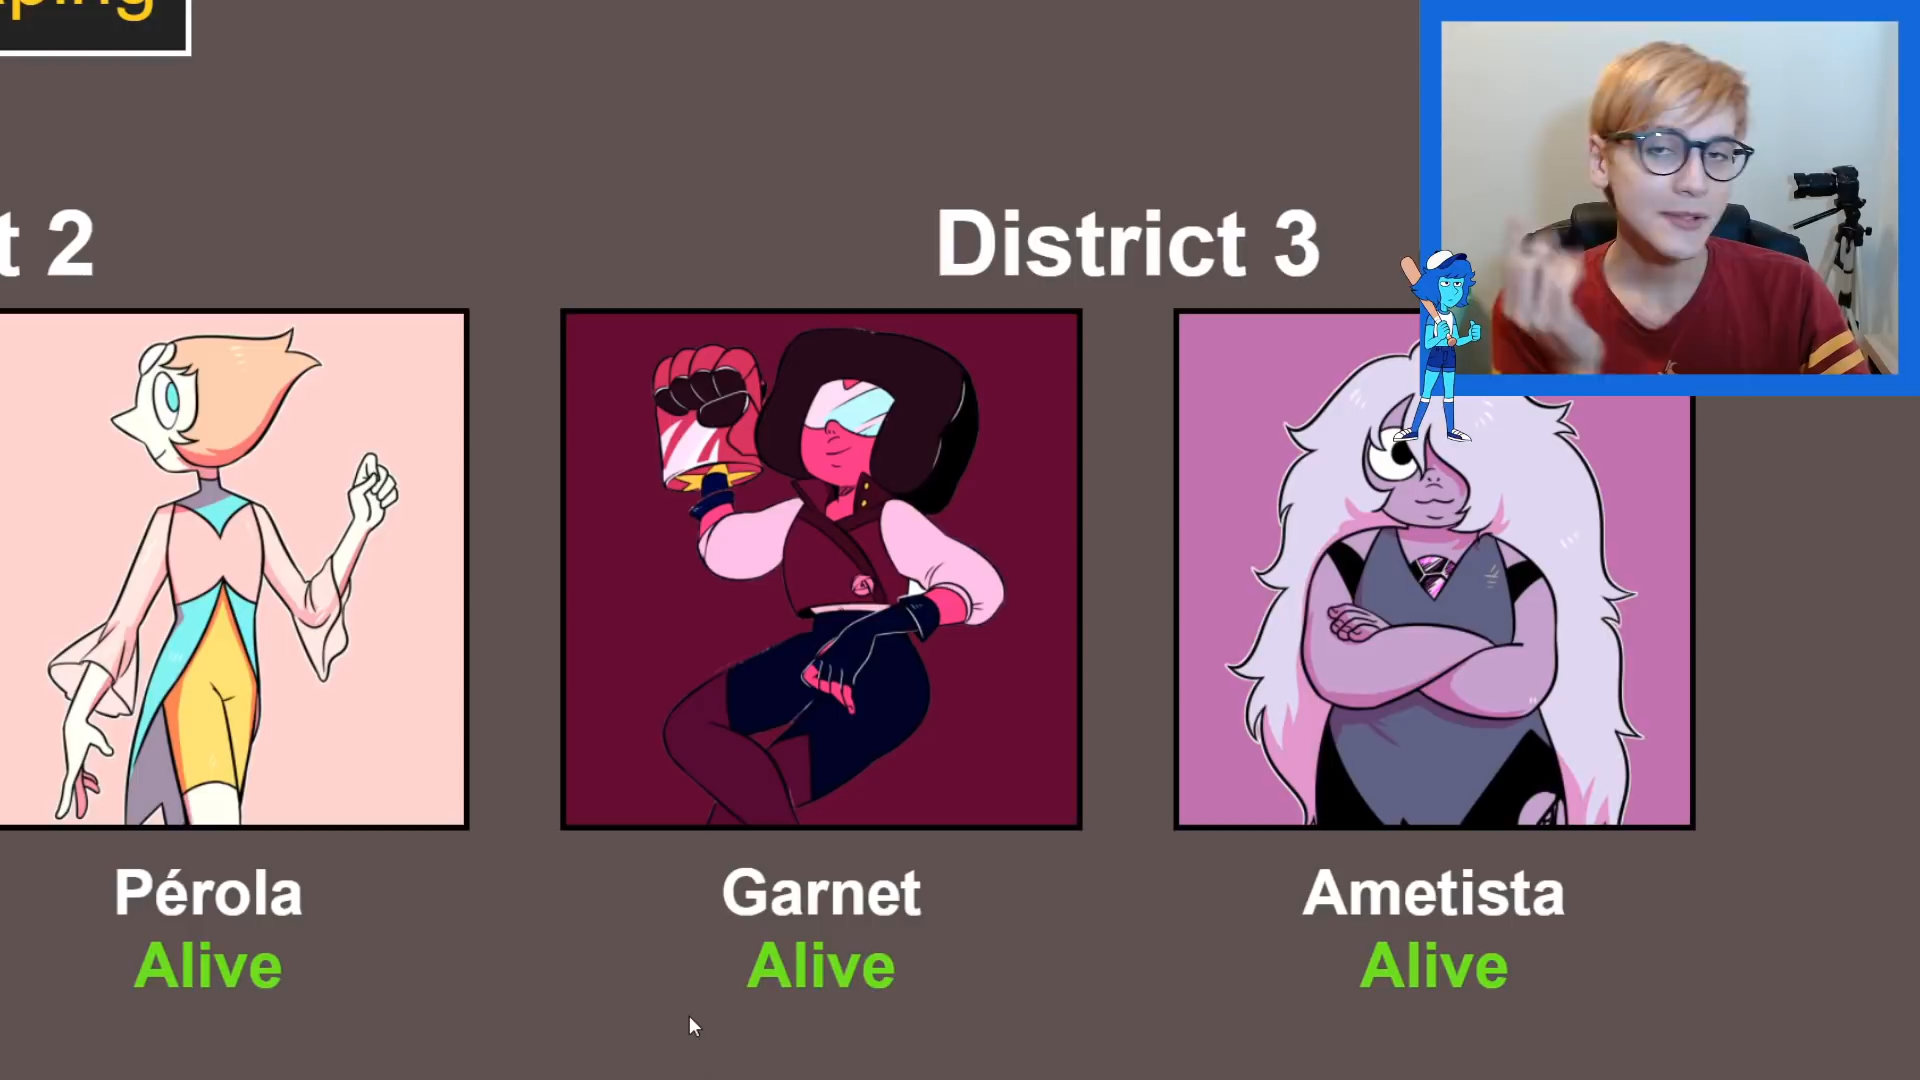 t 2
District 3
Pérola
Garnet
Ametista
Alive
Alive
Alive